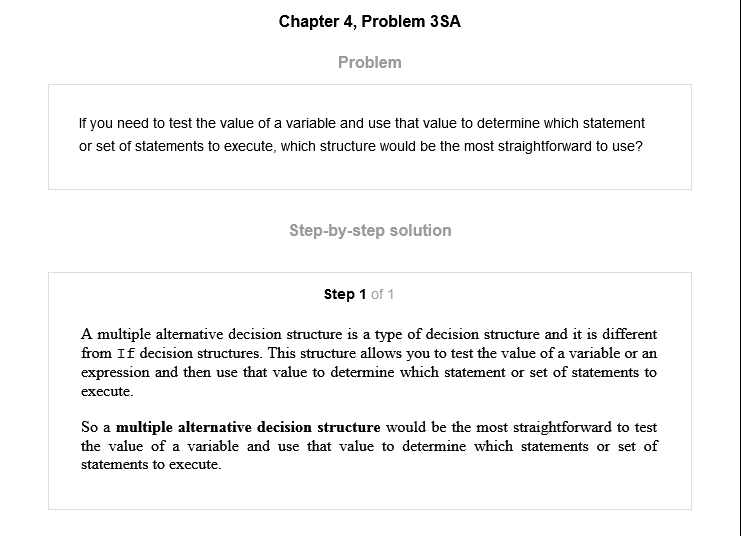 Chapter 4, Problem 3SA
Problem
If you need to test the value of a variable and use that value to determine which statement
or set of statements to execute, which structure would be the most straightforward to use?
Step-by-step solution
Step 1 of 1
A multiple alternative decision structure is a type of decision structure and it is different
from If decision structures. This structure allows you to test the value of a variable or an
expression and then use that value to determine which statement or set of statements to
execute.
So a multiple alternative decision structure would be the most straightforward to test
the value of a variable and use that value to determine which statements or set of
statements to execute.